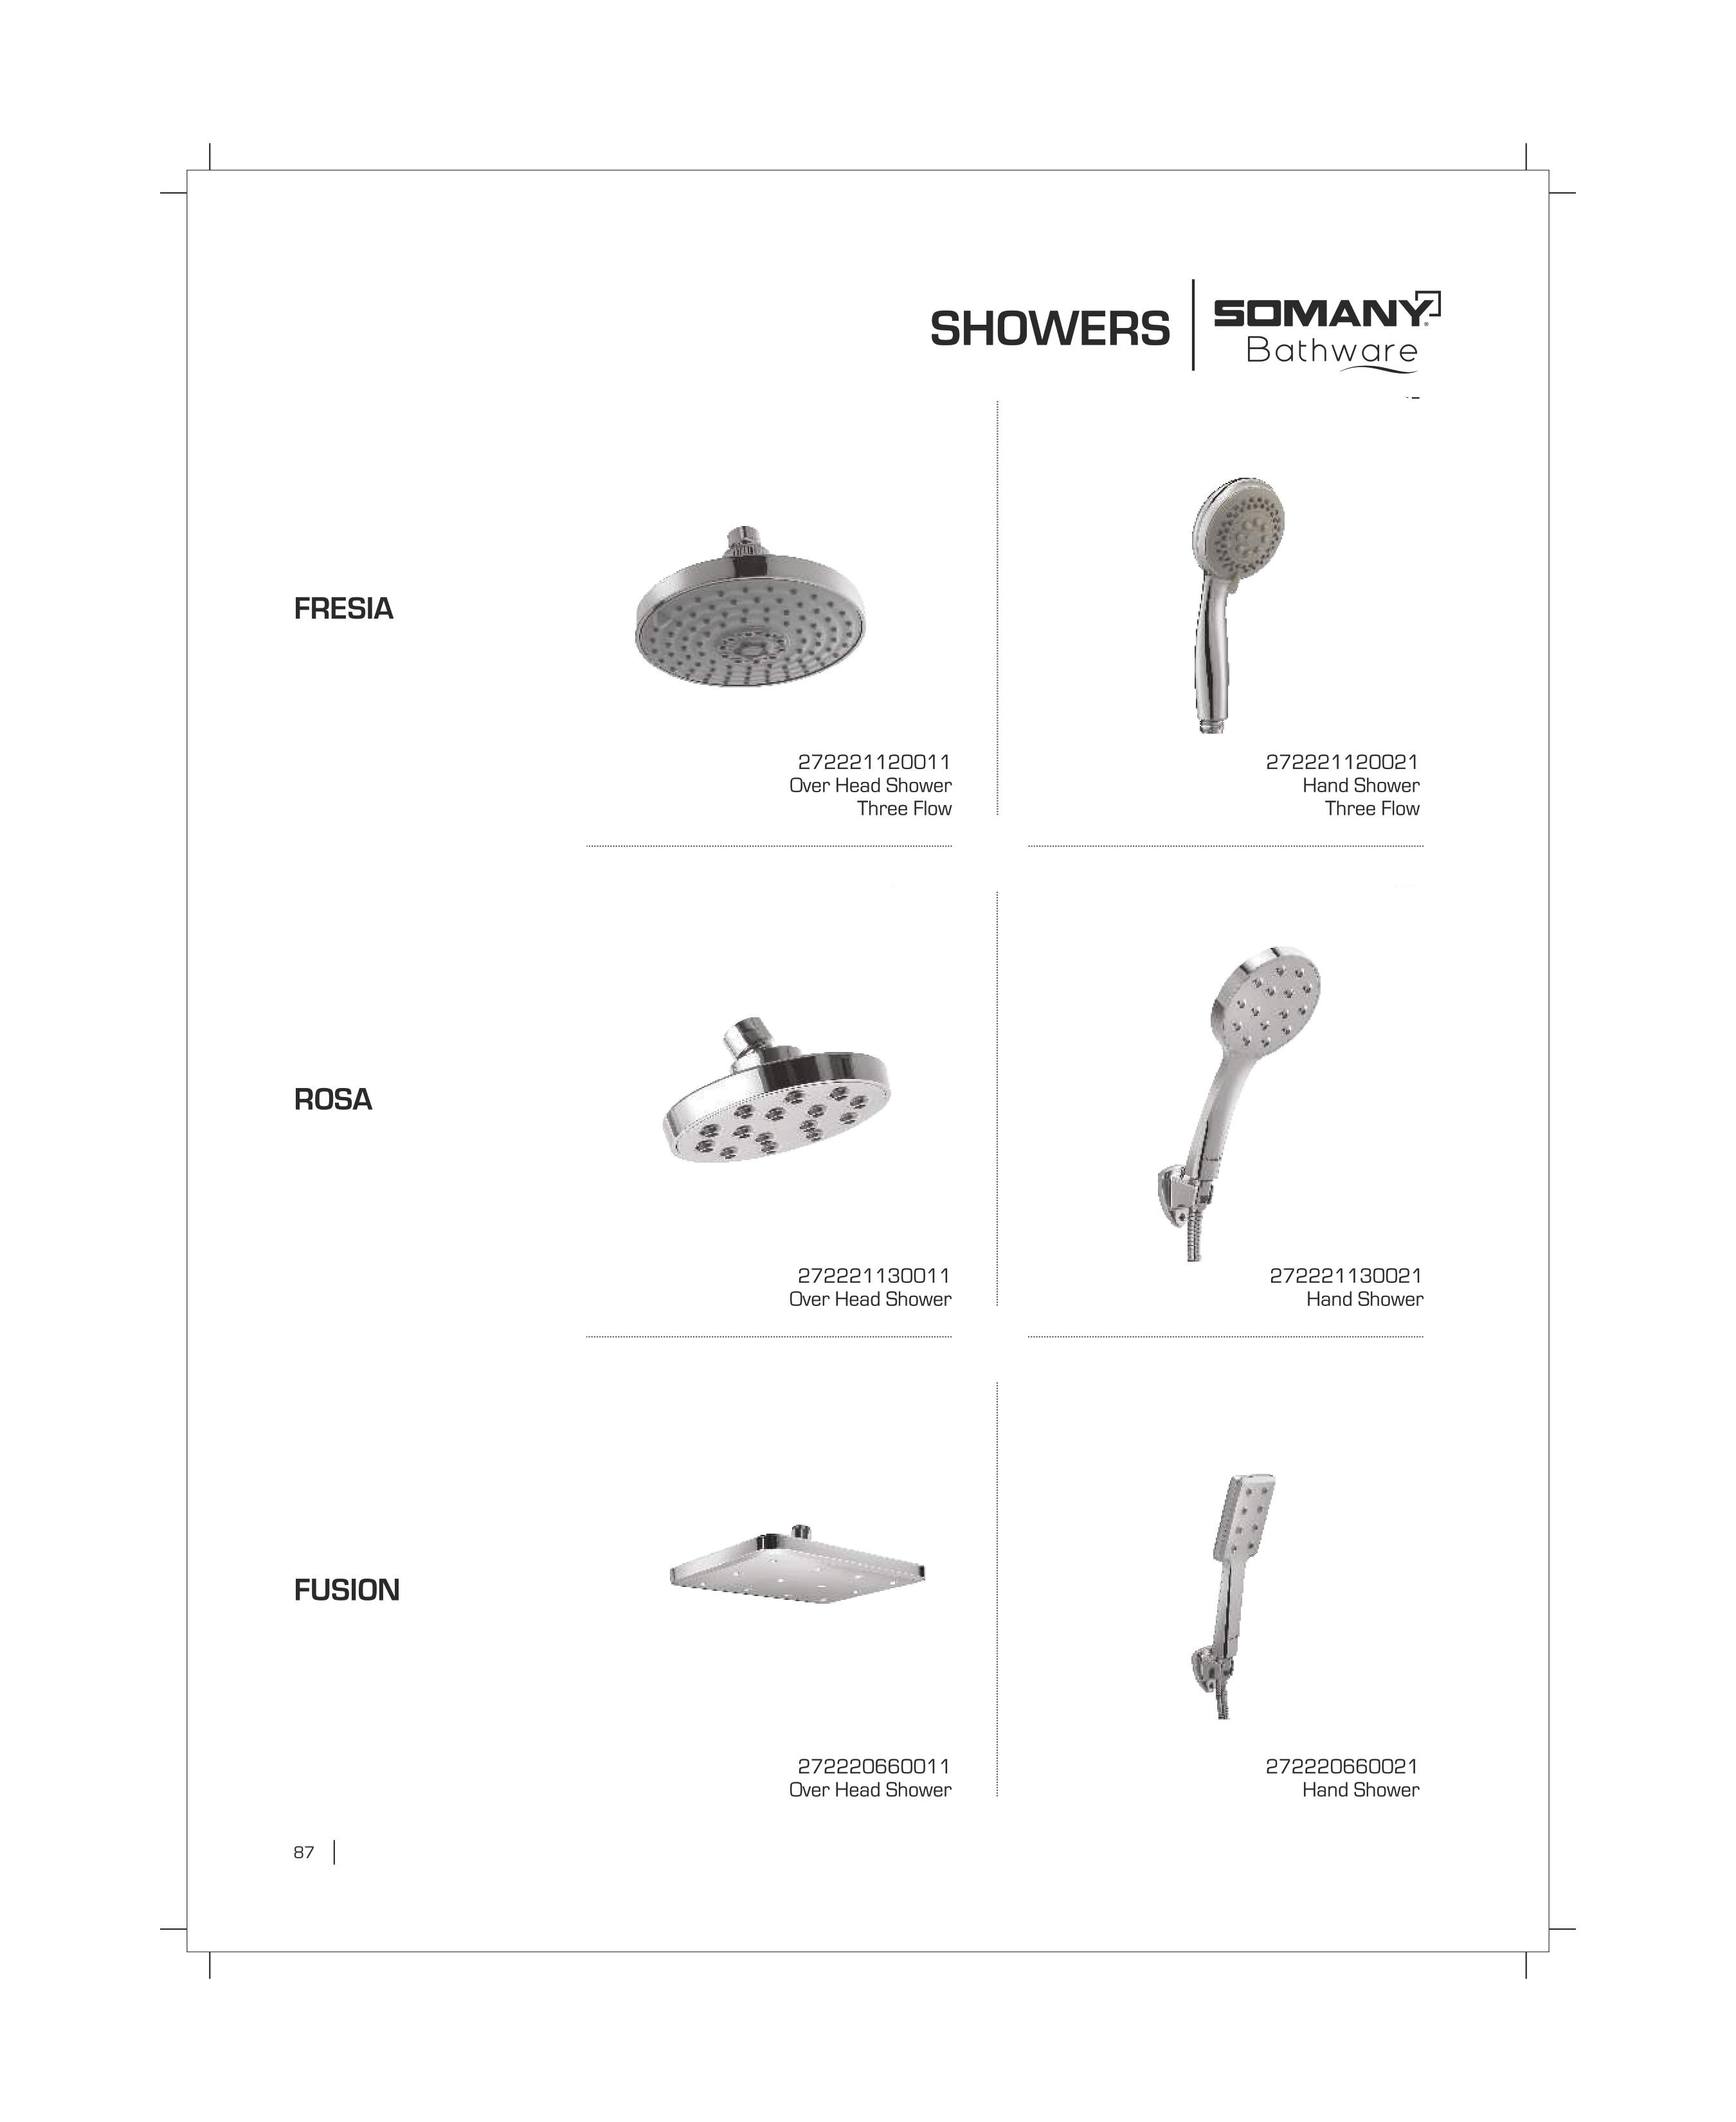 SHOWERS
SOMANY
Bathware
FRESIA
272221120011
Over Head Shower
Three Flow
272221120021
Hand Shower
Three Flow
ROSA
272221130011
Over Head Shower
272221130021
Hand Shower
FUSION
272220660011
Over Head Shower
272220660021
Hand Shower
87